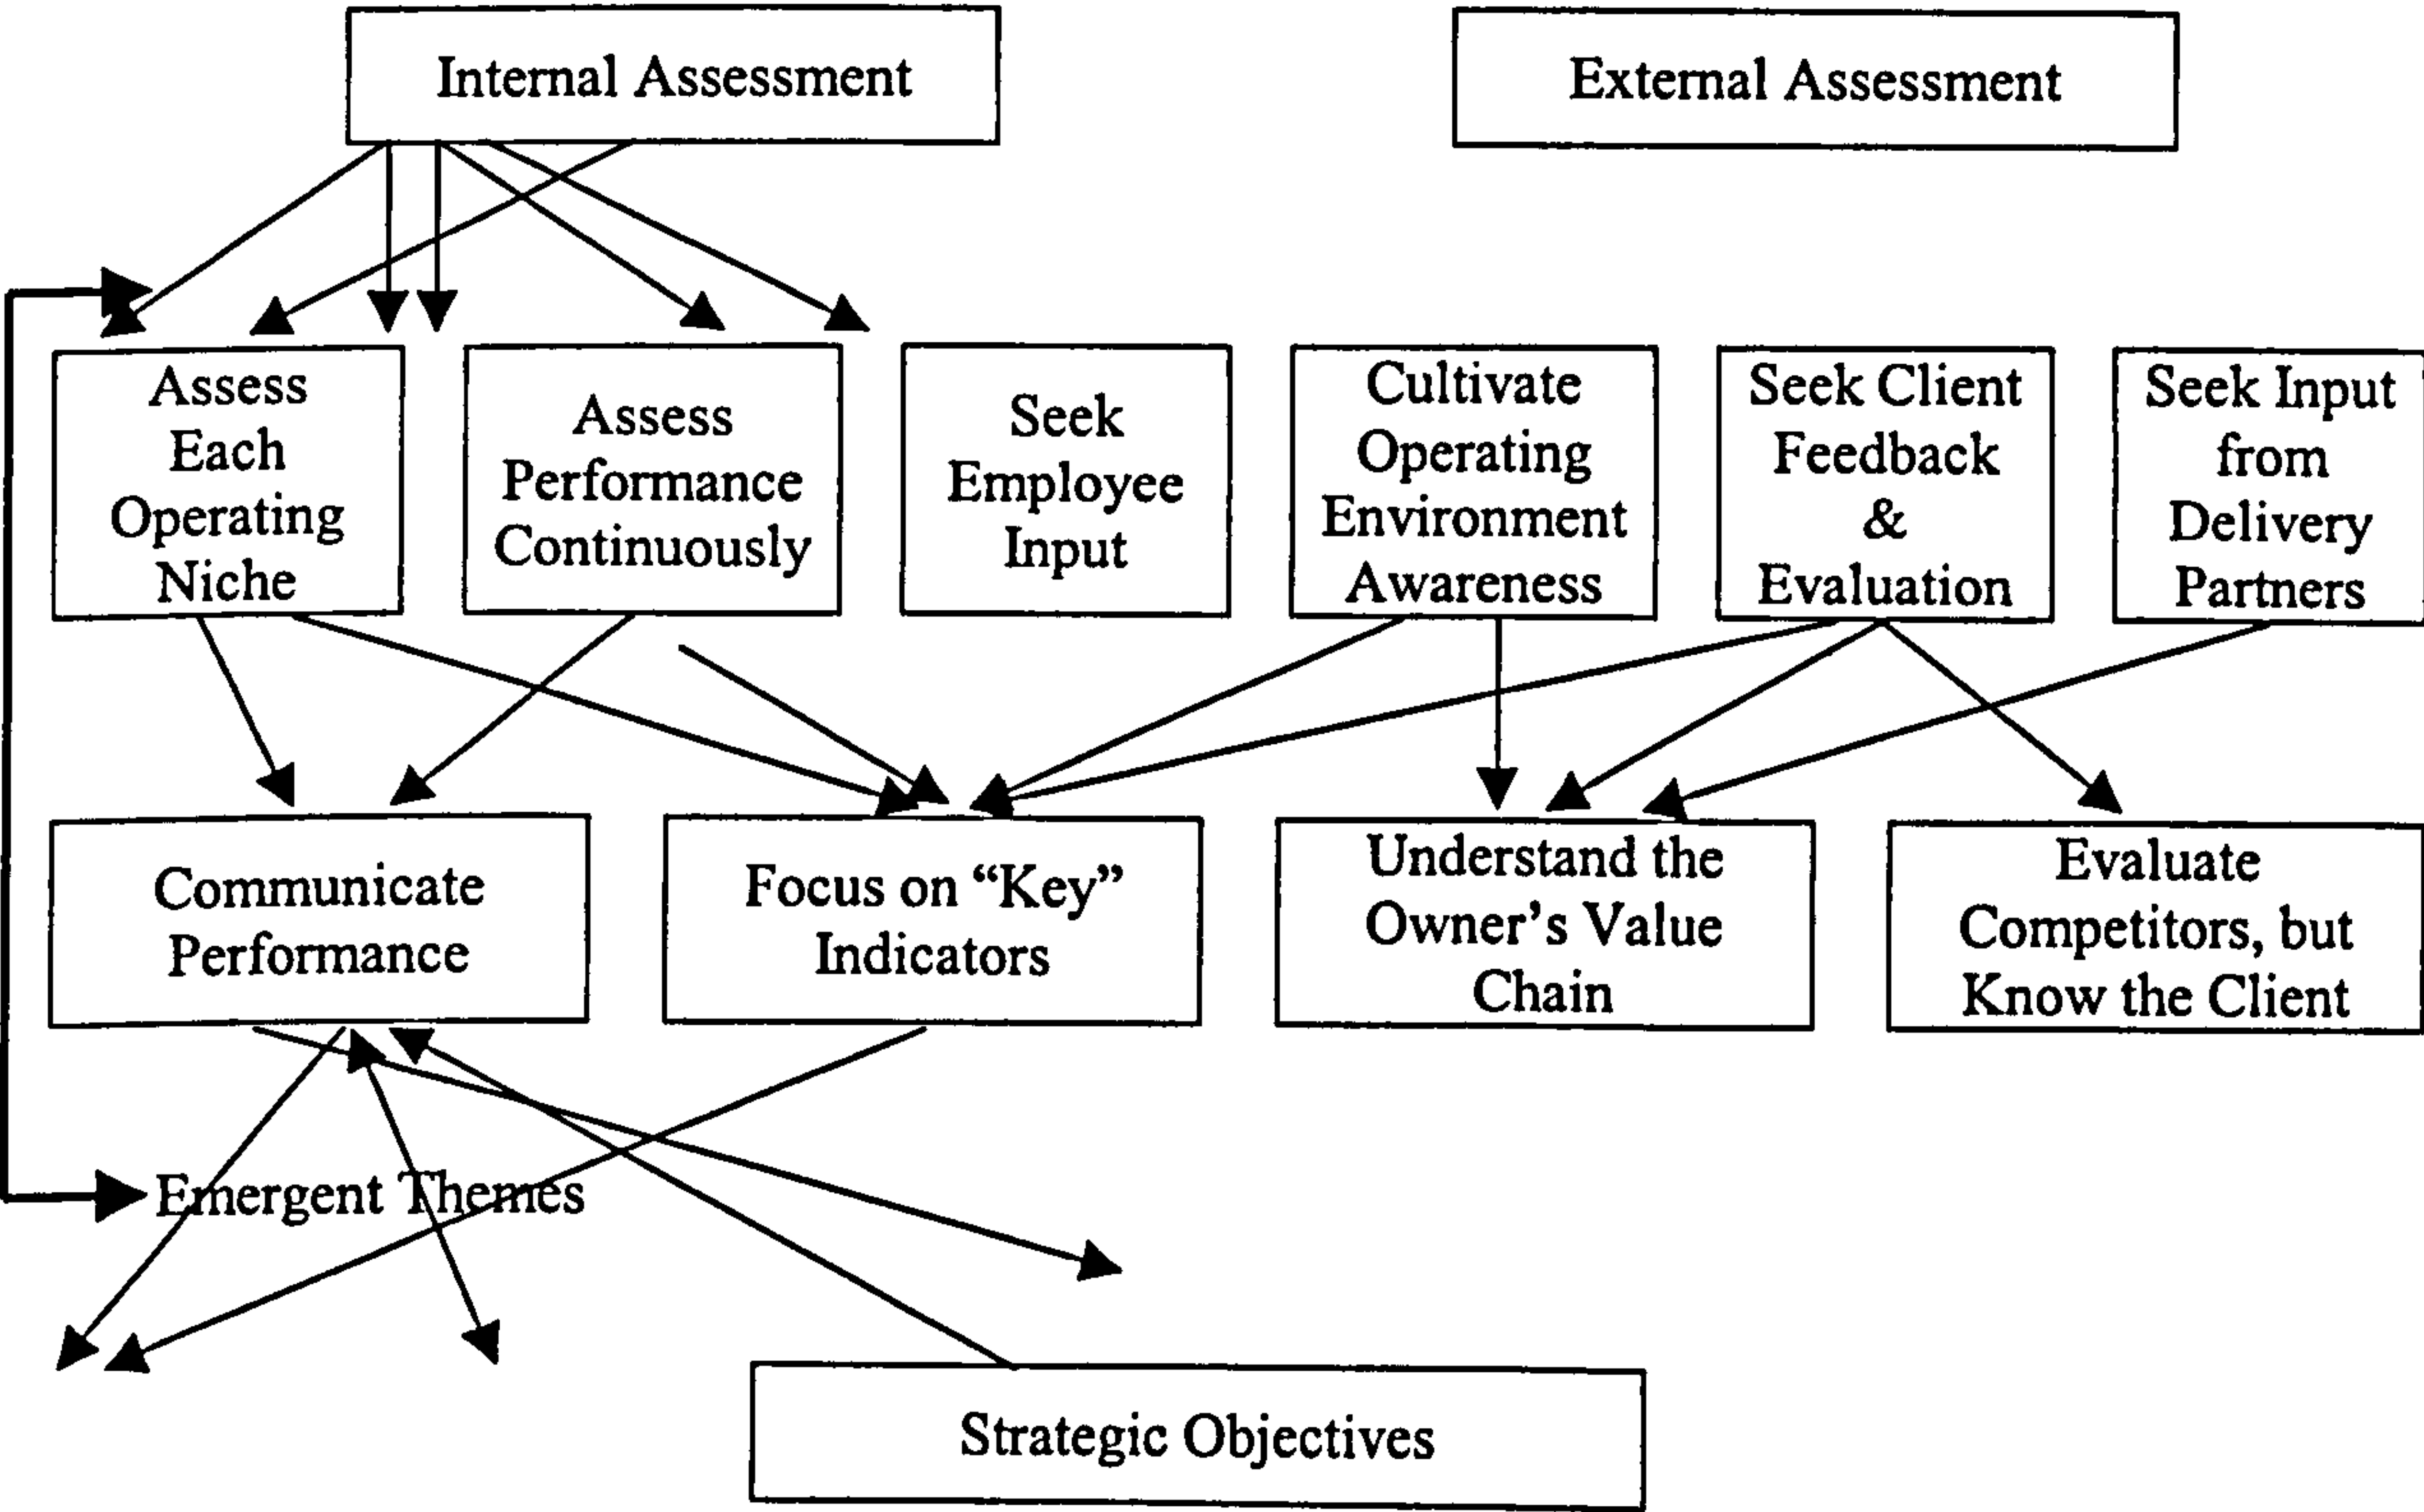 Internal Assessment
External Assessment
Assess
Each
Operating
Niche
Assess
Performance
Continuously
Seek
Employee
Input
Cultivate
Operating
Environment
Awareness
Seek Client
Feedback
&
Evaluation
Seek Input
from
Delivery
Partners
Communicate
Performance
Focus on “Key”
Indicators
Understand the
Owner’s Value
Chain
Evaluate
Competitors, but
Know the Client
Emergent Themes
Strategic Objectives